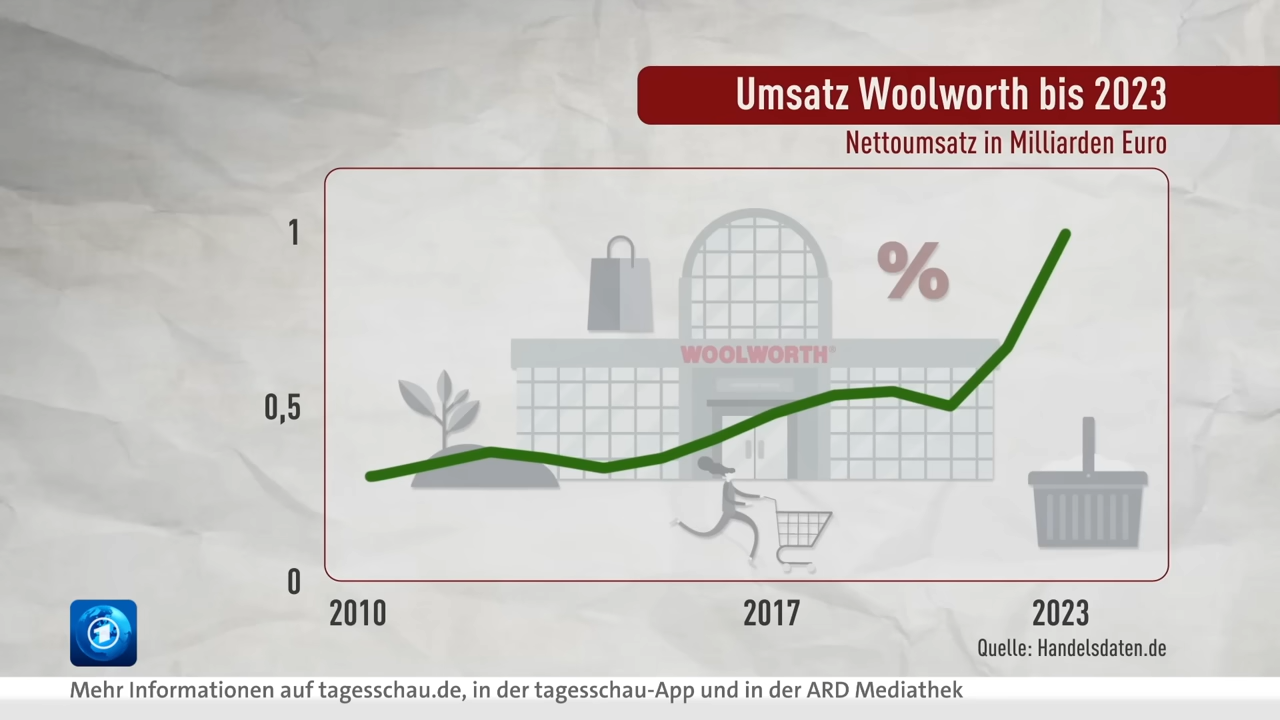 Umsatz Woolworth bis 2023
Nettoumsatz in Milliarden Euro
1
0,5
0
%
WOOLWORTH®
2010
2017
2023
Quelle: Handelsdaten.de
1
Mehr Informationen auf tagesschau.de, in der tagesschau-App und in der ARD Mediathek